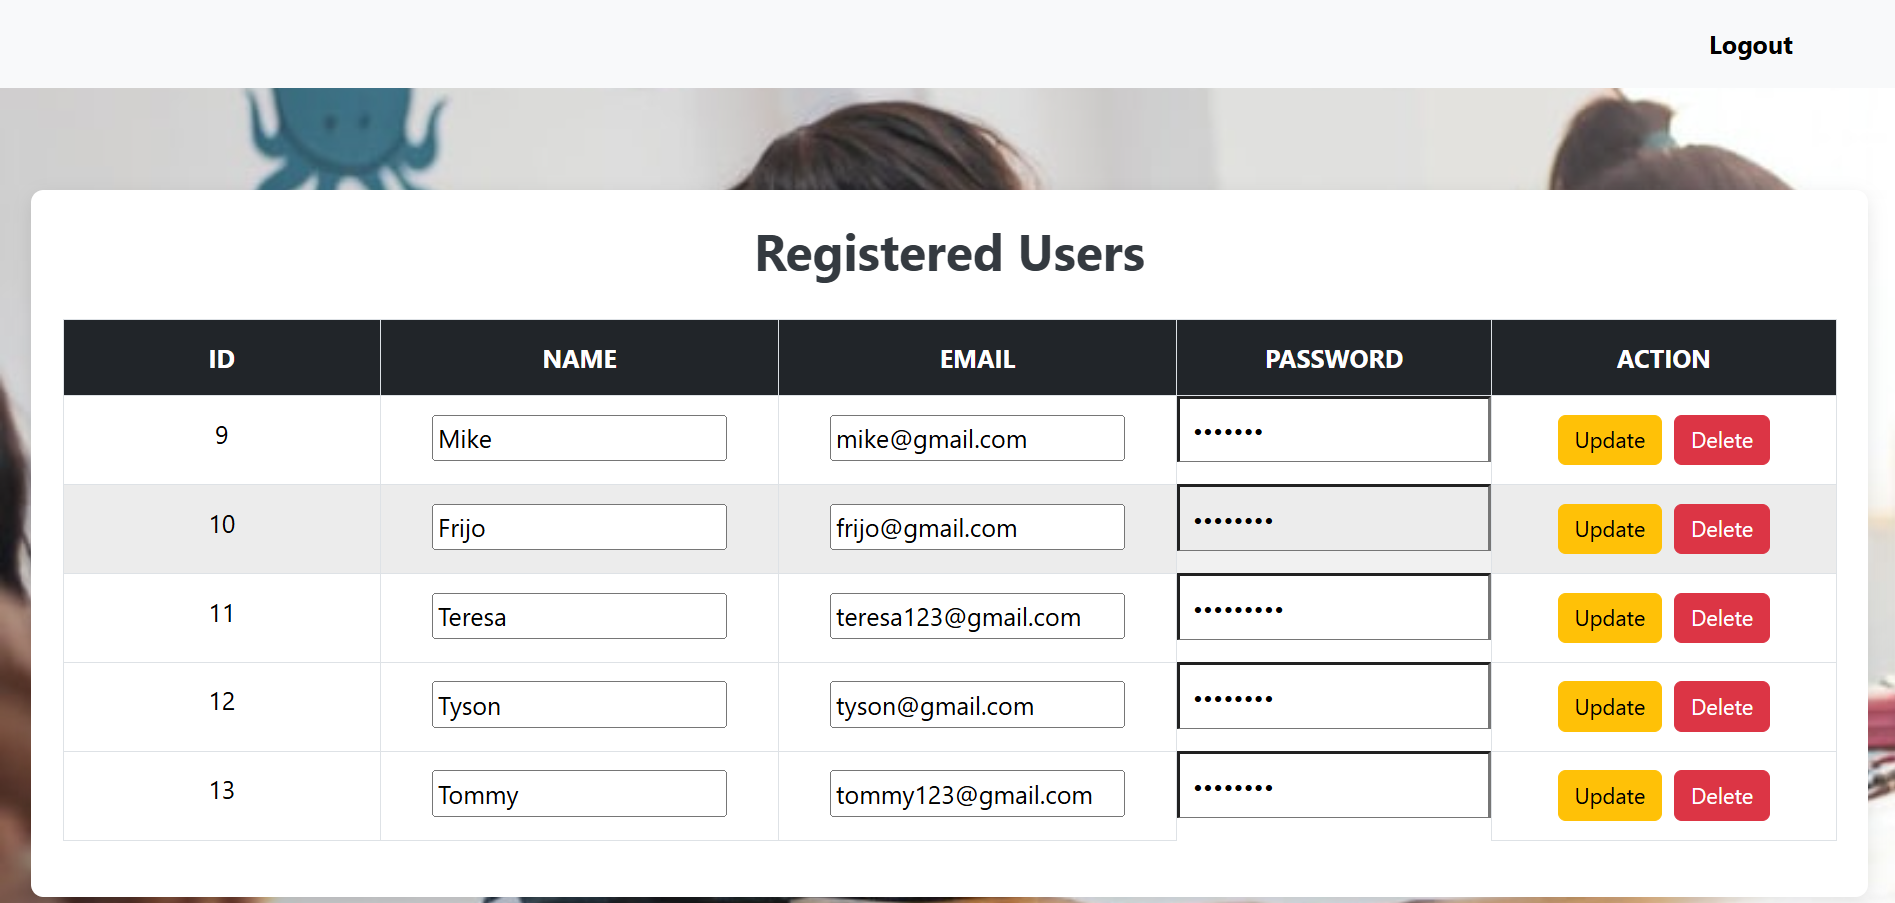 Logout
Registered Users
ID NAME EMAIL PASSWORD ACTION
9 Mike mike@gmail.com ••••••• Update Delete
10 Frijo frijo@gmail.com •••••••• Update Delete
11 Teresa teresa123@gmail.com ••••••••• Update Delete
12 Tyson tyson@gmail.com •••••••• Update Delete
13 Tommy tommy123@gmail.com •••••••• Update Delete